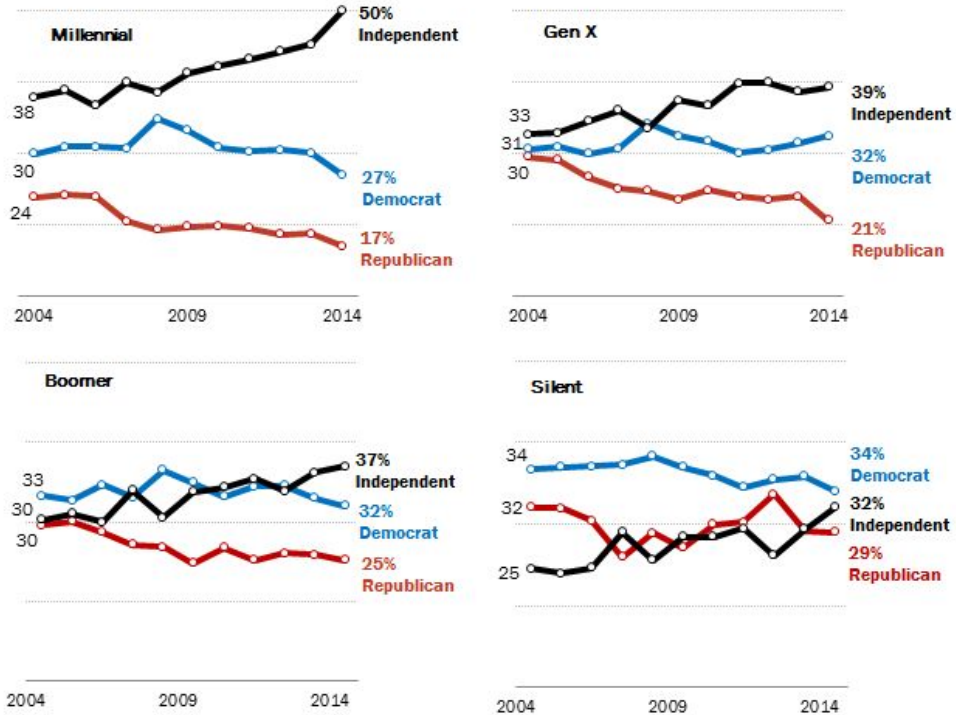 Millennial
50%
Independent
38
30
24
27%
Democrat
17%
Republican
2004 2009 2014
Gen X
33
31
30
39%
Independent
32%
Democrat
21%
Republican
2004 2009 2014
Boomer
33
30
30
37%
Independent
32%
Democrat
25%
Republican
2004 2009 2014
Silent
34
32
25
34%
Democrat
32%
Independent
29%
Republican
2004 2009 2014